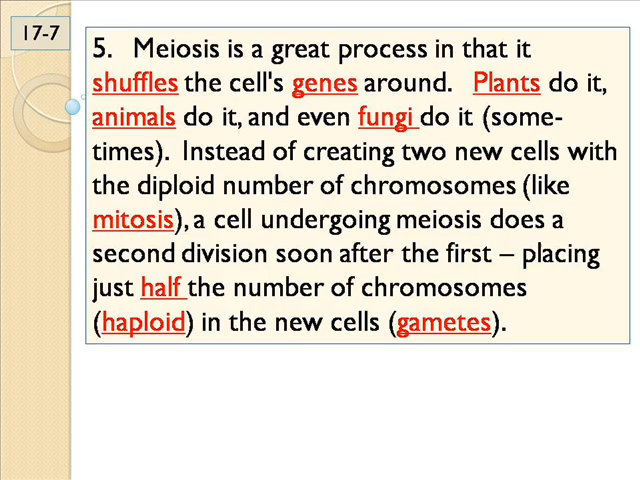 17-7
5. Meiosis is a great process in that it
shuffles the cell's genes around. Plants do it,
animals do it, and even fungi do it (some-
times). Instead of creating two new cells with
the diploid number of chromosomes (like
mitosis), a cell undergoing meiosis does a
second division soon after the first – placing
just half the number of chromosomes
(haploid) in the new cells (gametes).